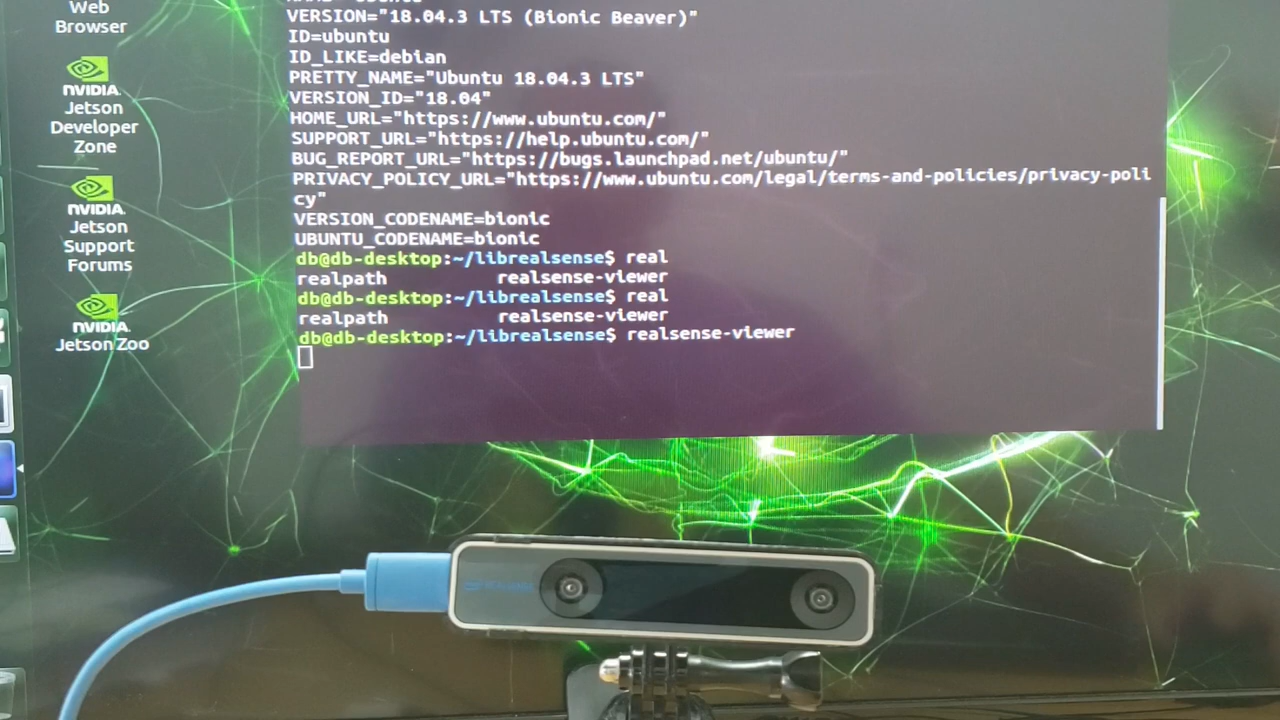 Web
Browser
NVIDIA.
Jetson
Developer
Zone
NVIDIA.
Jetson
Support
Forums
NVIDIA.
Jetson Zoo
VERSION="18.04.3 LTS (Bionic Beaver)"
ID=ubuntu
ID_LIKE=debian
PRETTY_NAME="Ubuntu 18.04.3 LTS"
VERSION_ID="18.04"
HOME_URL="https://www.ubuntu.com/"
SUPPORT_URL="https://help.ubuntu.com/"
BUG_REPORT_URL="https://bugs.launchpad.net/ubuntu/"
PRIVACY_POLICY_URL="https://www.ubuntu.com/legal/terms-and-policies/privacy-poli
cy"
VERSION_CODENAME=bionic
UBUNTU_CODENAME=bionic
db@db-desktop:~/librealsense$ real
realpath realsense-viewer
db@db-desktop:~/librealsense$ real
realpath realsense-viewer
db@db-desktop:~/librealsense$ realsense-viewer